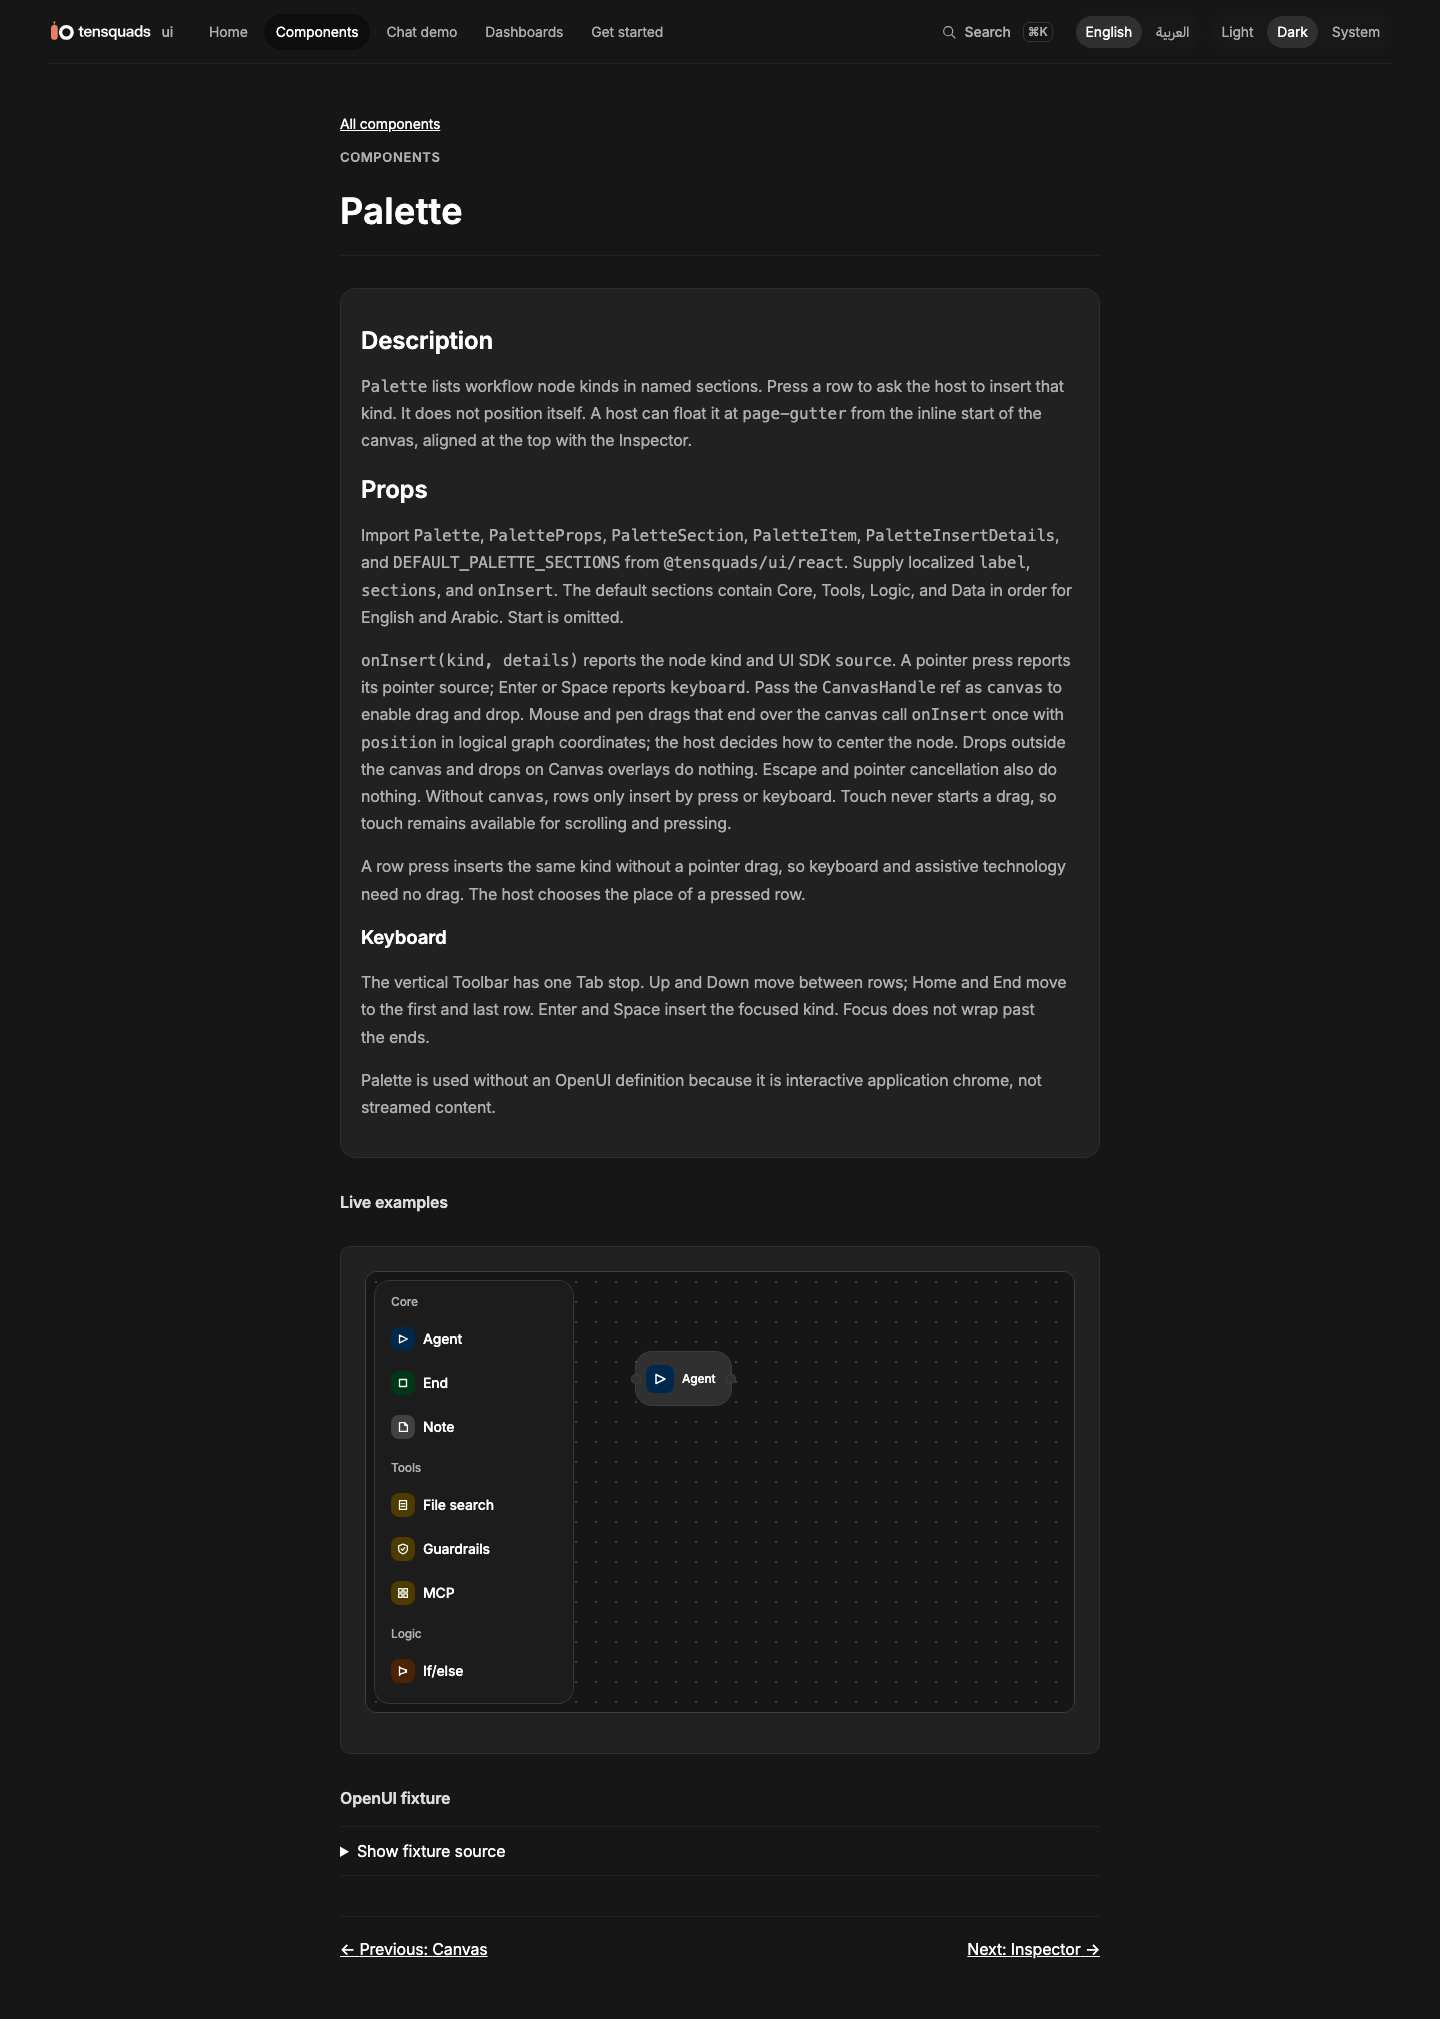 tensquads ui Home Components Chat demo Dashboards Get started Search ⌘K English العربية Light Dark System
All components
COMPONENTS
Palette
Description
Palette lists workflow node kinds in named sections. Press a row to ask the host to insert that
kind. It does not position itself. A host can float it at page-gutter from the inline start of the
canvas, aligned at the top with the Inspector.
Props
Import Palette, PaletteProps, PaletteSection, PaletteItem, PaletteInsertDetails,
and DEFAULT_PALETTE_SECTIONS from @tensquads/ui/react. Supply localized label,
sections, and onInsert. The default sections contain Core, Tools, Logic, and Data in order for
English and Arabic. Start is omitted.
onInsert(kind, details) reports the node kind and UI SDK source. A pointer press reports
its pointer source; Enter or Space reports keyboard. Pass the CanvasHandle ref as canvas to
enable drag and drop. Mouse and pen drags that end over the canvas call onInsert once with
position in logical graph coordinates; the host decides how to center the node. Drops outside
the canvas and drops on Canvas overlays do nothing. Escape and pointer cancellation also do
nothing. Without canvas, rows only insert by press or keyboard. Touch never starts a drag, so
touch remains available for scrolling and pressing.
A row press inserts the same kind without a pointer drag, so keyboard and assistive technology
need no drag. The host chooses the place of a pressed row.
Keyboard
The vertical Toolbar has one Tab stop. Up and Down move between rows; Home and End move
to the first and last row. Enter and Space insert the focused kind. Focus does not wrap past
the ends.
Palette is used without an OpenUI definition because it is interactive application chrome, not
streamed content.
Live examples
Core
Agent
End
Note
Tools
File search
Guardrails
MCP
Logic
If/else
Agent
OpenUI fixture
▶ Show fixture source
← Previous: Canvas
Next: Inspector →